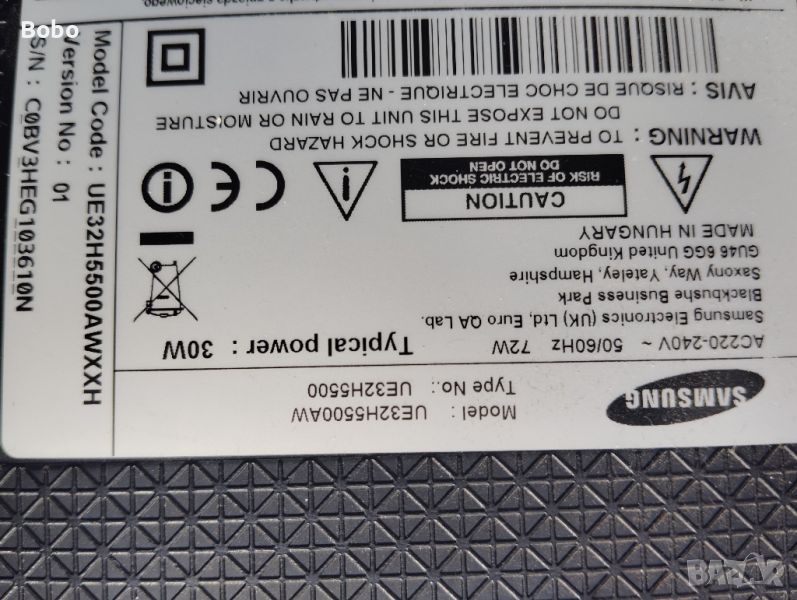 SAMSUNG
Model : UE32H5500AW
Type No.: UE32H5500
AC220-240V ~ 50/60Hz 72W Typical power : 30W
Samsung Electronics (UK) Ltd, Euro QA Lab.
Blackbushe Business Park
Saxony Way, Yateley, Hampshire
GU46 6GG United Kingdom
MADE IN HUNGARY
CAUTION
RISK OF ELECTRIC SHOCK
DO NOT OPEN
CE
WARNING : TO PREVENT FIRE OR SHOCK HAZARD
DO NOT EXPOSE THIS UNIT TO RAIN OR MOISTURE
AVIS : RISQUE DE CHOC ELECTRIQUE - NE PAS OUVRIR
Model Code : UE32H5500AWXXH
Version No : 01
S/N : C0BV3HEG103610N
Bobo
BAZAR